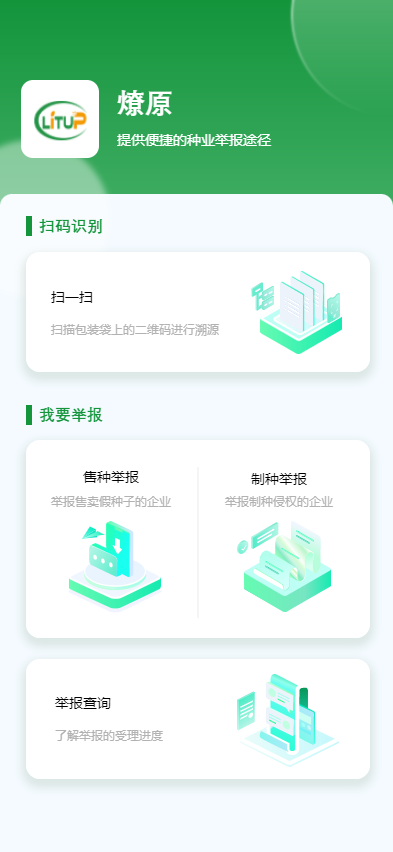 LiTUP
燎原
提供便捷的种业举报途径
扫码识别
扫一扫
扫描包装袋上的二维码进行溯源
我要举报
售种举报
制种举报
举报售卖假种子的企业
举报制种侵权的企业
举报查询
了解举报的受理进度